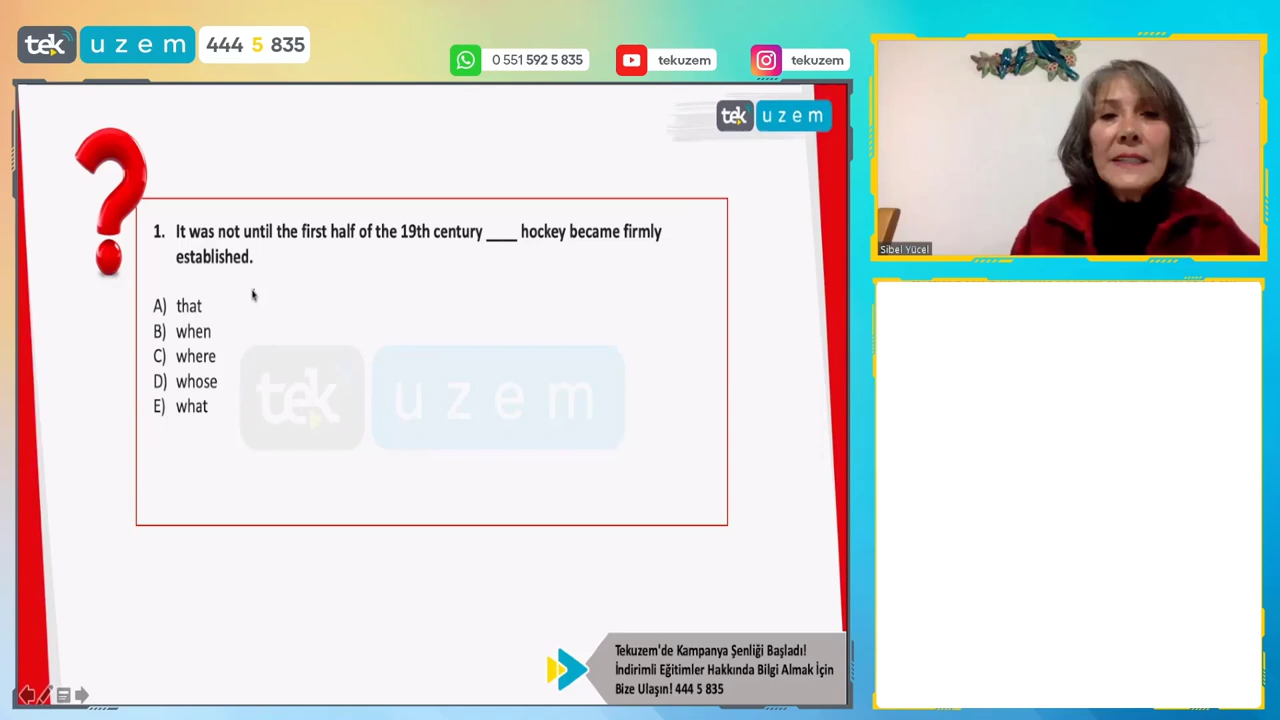 tek uzem 444 5 835
0 551 592 5 835
tekuzem
tekuzem
tek uzem
1. It was not until the first half of the 19th century ____ hockey became firmly
established.
A) that
B) when
C) where
D) whose
E) what
tek uzem
Sibel Yücel
Tekuzem'de Kampanya Şenliği Başladı!
İndirimli Eğitimler Hakkında Bilgi Almak İçin
Bize Ulaşın! 444 5 835